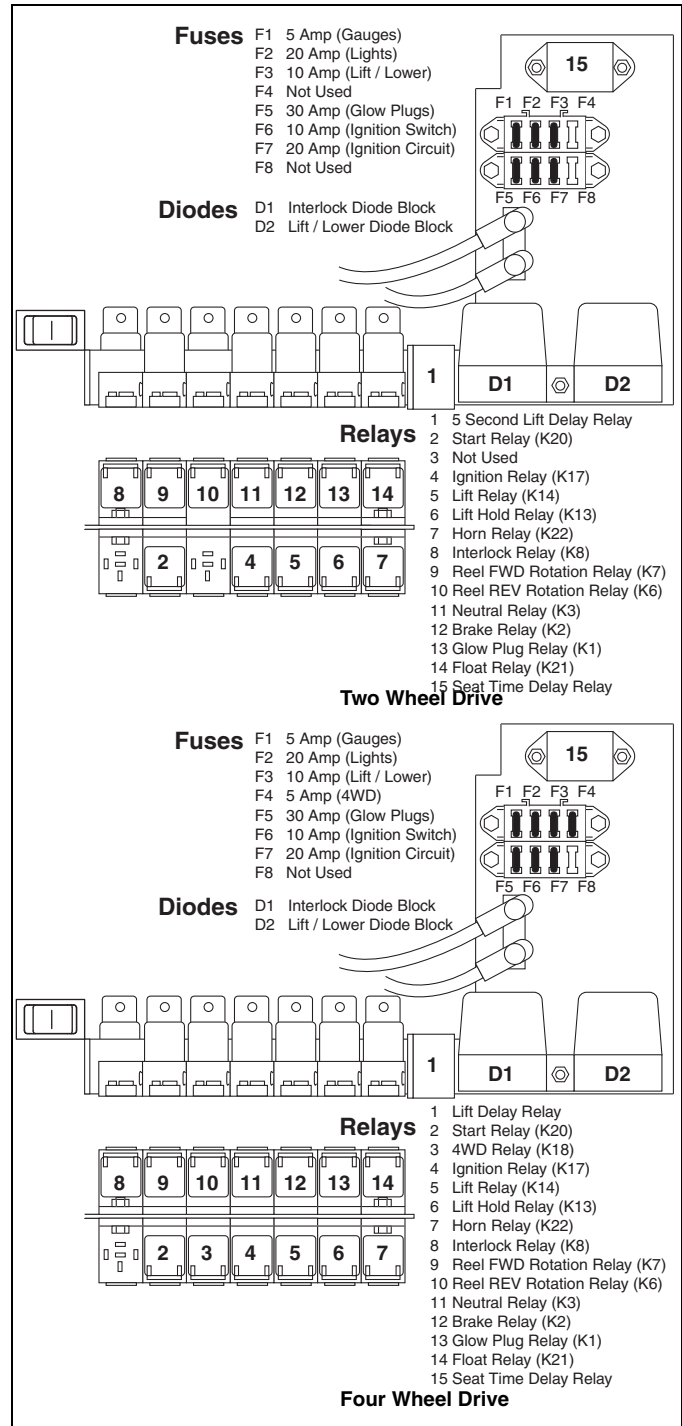 Fuses
F1 5 Amp (Gauges)
F2 20 Amp (Lights)
F3 10 Amp (Lift / Lower)
F4 Not Used
F5 30 Amp (Glow Plugs)
F6 10 Amp (Ignition Switch)
F7 20 Amp (Ignition Circuit)
F8 Not Used
15
F1 F2 F3 F4
F5 F6 F7 F8
Diodes
D1 Interlock Diode Block
D2 Lift / Lower Diode Block
1
D1 D2
Relays
1 5 Second Lift Delay Relay
2 Start Relay (K20)
3 Not Used
4 Ignition Relay (K17)
5 Lift Relay (K14)
6 Lift Hold Relay (K13)
7 Horn Relay (K22)
8 Interlock Relay (K8)
9 Reel FWD Rotation Relay (K7)
10 Reel REV Rotation Relay (K6)
11 Neutral Relay (K3)
12 Brake Relay (K2)
13 Glow Plug Relay (K1)
14 Float Relay (K21)
15 Seat Time Delay Relay
8 9 10 11 12 13 14
2 4 5 6 7
Two Wheel Drive
Fuses
F1 5 Amp (Gauges)
F2 20 Amp (Lights)
F3 10 Amp (Lift / Lower)
F4 5 Amp (4WD)
F5 30 Amp (Glow Plugs)
F6 10 Amp (Ignition Switch)
F7 20 Amp (Ignition Circuit)
F8 Not Used
15
F1 F2 F3 F4
F5 F6 F7 F8
Diodes
D1 Interlock Diode Block
D2 Lift / Lower Diode Block
1
D1 D2
Relays
1 Lift Delay Relay
2 Start Relay (K20)
3 4WD Relay (K18)
4 Ignition Relay (K17)
5 Lift Relay (K14)
6 Lift Hold Relay (K13)
7 Horn Relay (K22)
8 Interlock Relay (K8)
9 Reel FWD Rotation Relay (K7)
10 Reel REV Rotation Relay (K6)
11 Neutral Relay (K3)
12 Brake Relay (K2)
13 Glow Plug Relay (K1)
14 Float Relay (K21)
15 Seat Time Delay Relay
8 9 10 11 12 13 14
2 3 4 5 6 7
Four Wheel Drive